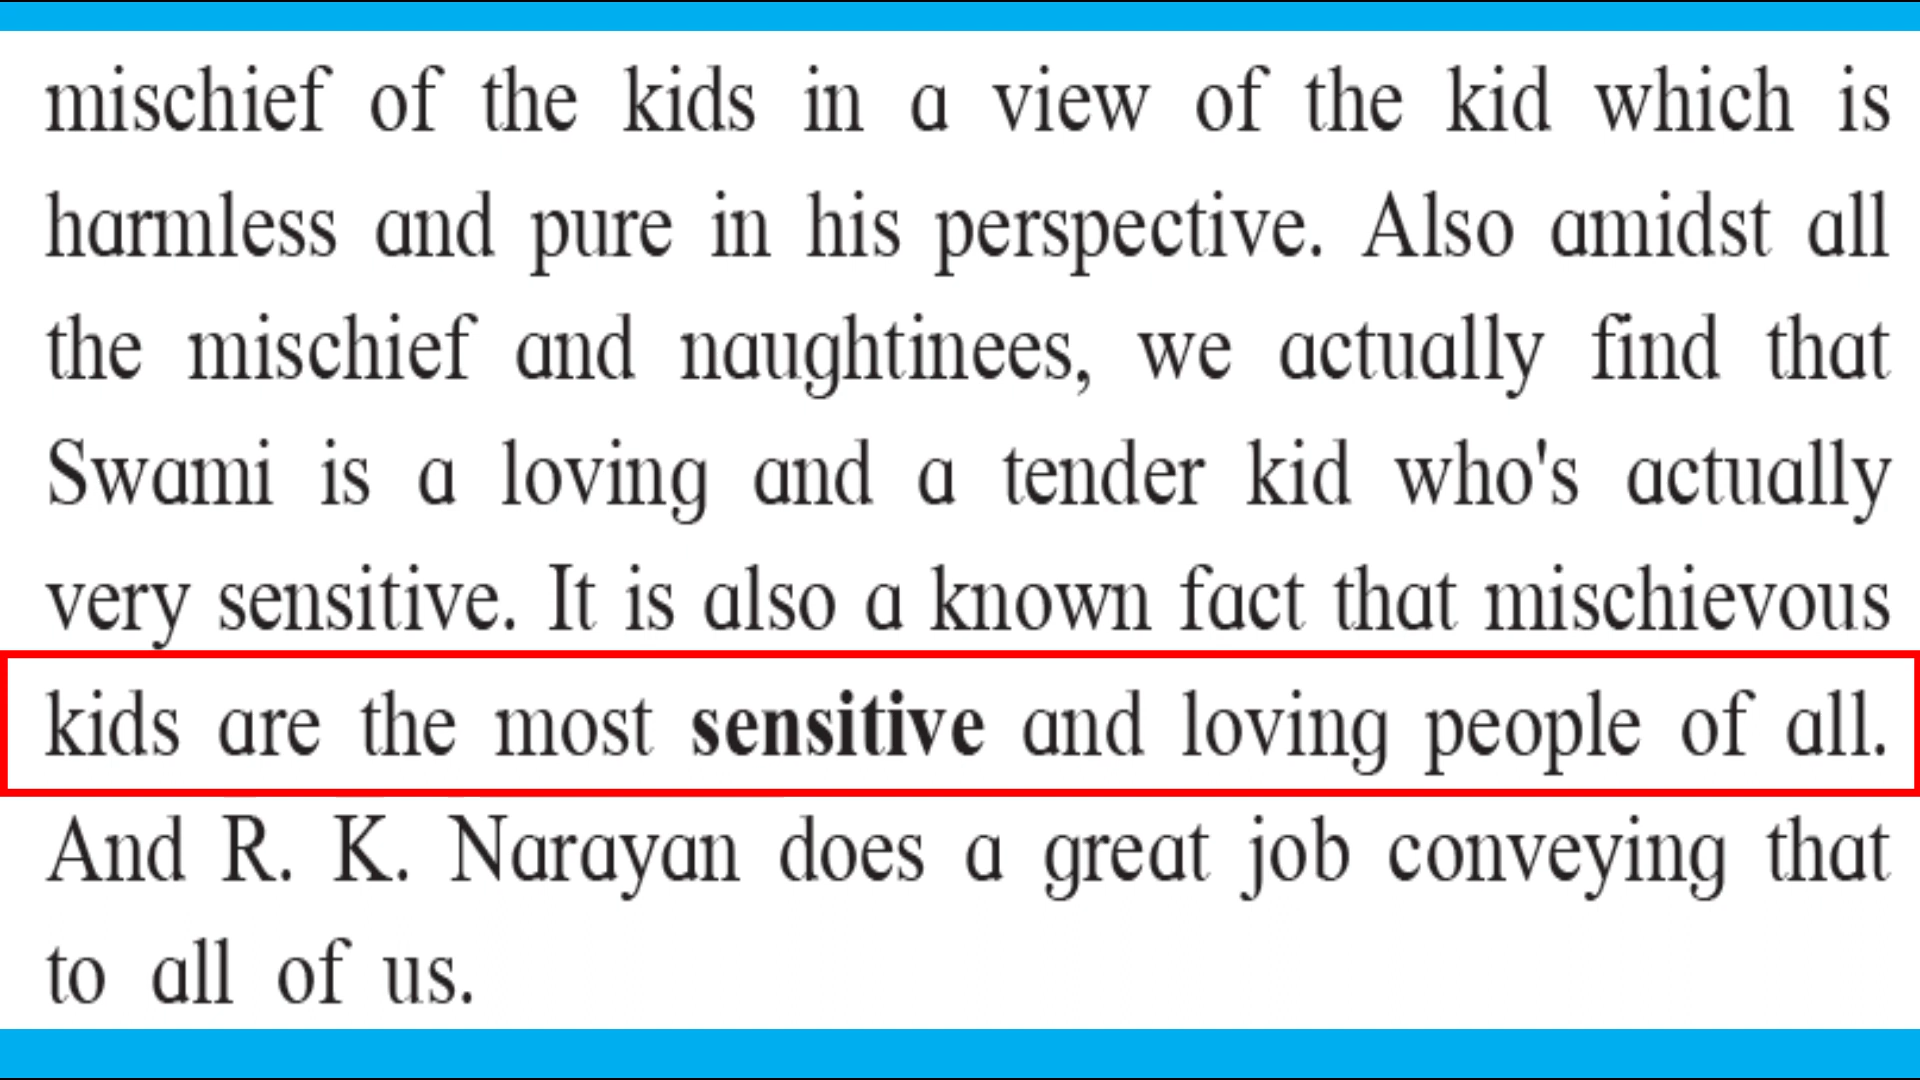 mischief of the kids in a view of the kid which is
harmless and pure in his perspective. Also amidst all
the mischief and naughtinees, we actually find that
Swami is a loving and a tender kid who's actually
very sensitive. It is also a known fact that mischievous
kids are the most sensitive and loving people of all.
And R. K. Narayan does a great job conveying that
to all of us.